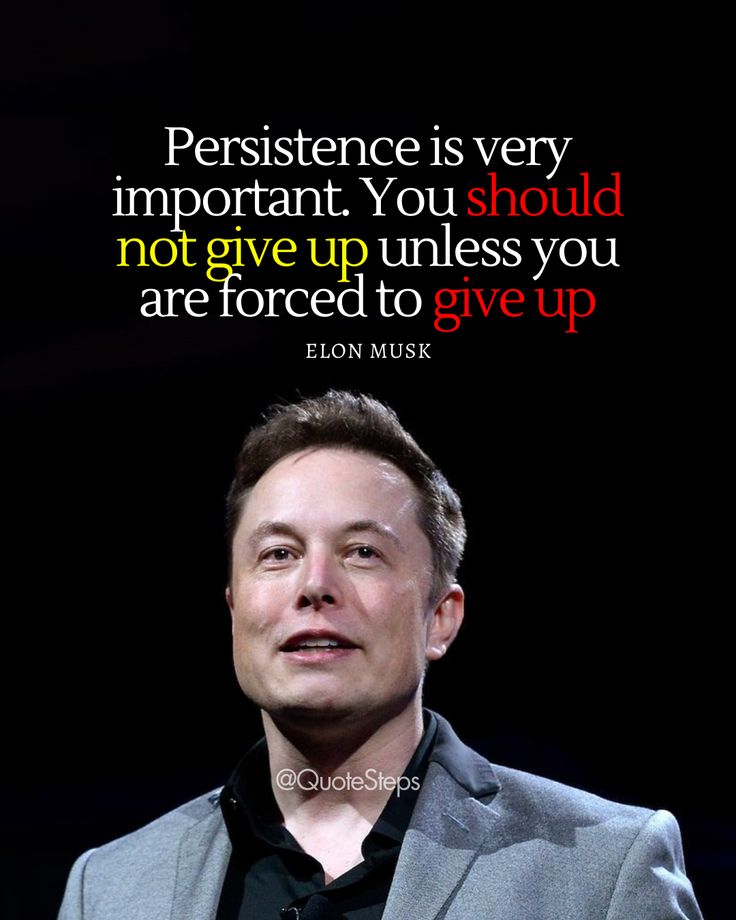 Persistence is very
important. You should
not give up unless you
are forced to give up
ELON MUSK
@QuoteSteps